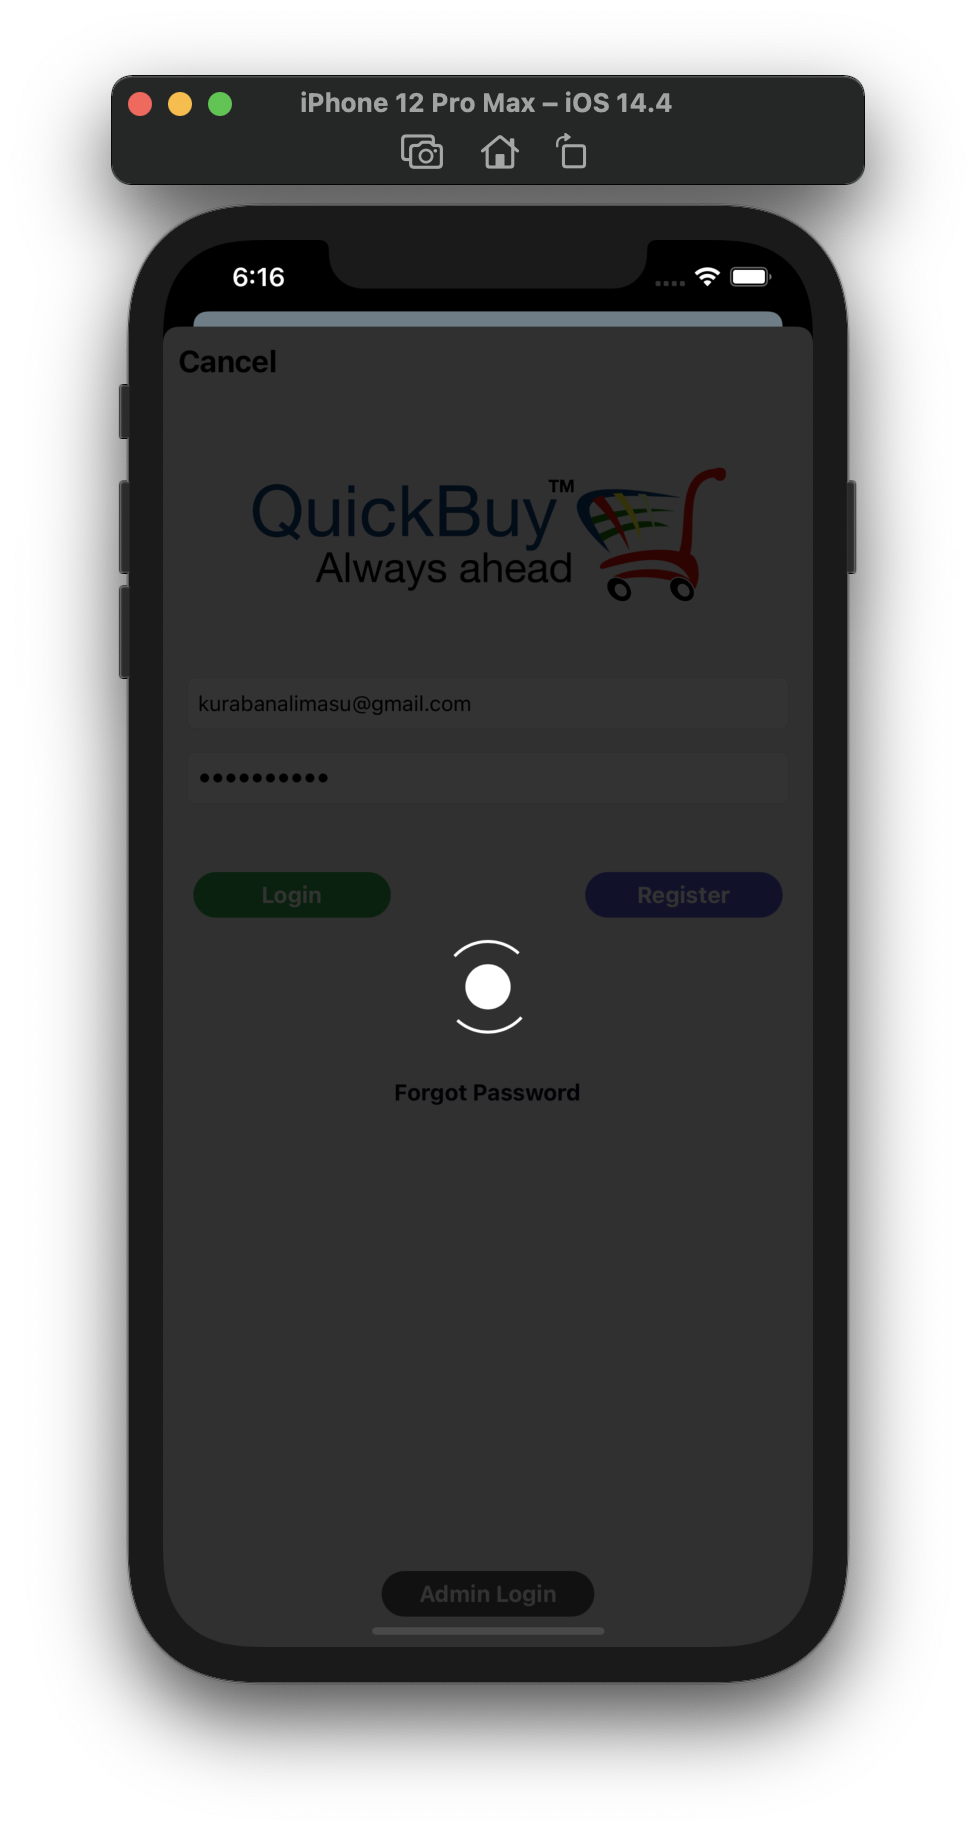 iPhone 12 Pro Max – iOS 14.4
6:16
Cancel
QuickBuy™
Always ahead
kurabanalimasu@gmail.com
••••••••••
Login
Register
Forgot Password
Admin Login